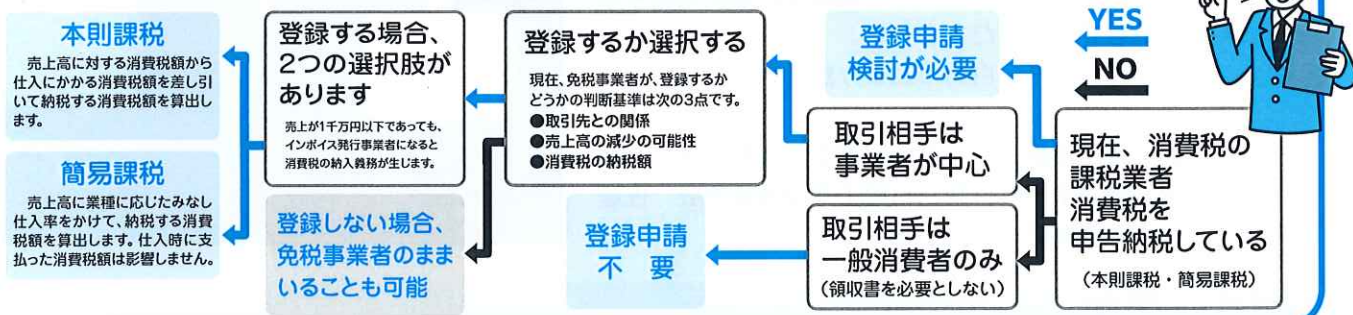 YES
NO
現在、消費税の
課税業者
消費税を
申告納税している
（本則課税・簡易課税）
登録申請
検討が必要
取引相手は
事業者が中心
取引相手は
一般消費者のみ
（領収書を必要としない）
登録申請
不 要
登録するか選択する
現在、免税事業者が、登録するか
どうかの判断基準は次の3点です。
●取引先との関係
●売上高の減少の可能性
●消費税の納税額
登録する場合、
2つの選択肢が
あります
売上が1千万円以下であっても、
インボイス発行事業者になると
消費税の納入義務が生じます。
登録しない場合、
免税事業者のまま
いることも可能
本則課税
売上高に対する消費税額から
仕入にかかる消費税額を差し引
いて納税する消費税額を算出し
ます。
簡易課税
売上高に業種に応じたみなし
仕入率をかけて、納税する消費
税額を算出します。仕入時に支
払った消費税額は影響しません。